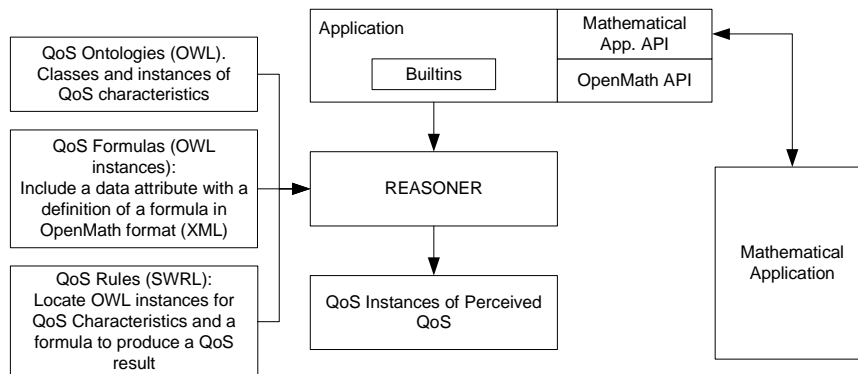 QoS Ontologies (OWL).
Classes and instances of
QoS characteristics
QoS Formulas (OWL
instances):
Include a data attribute with a
definition of a formula in
OpenMath format (XML)
QoS Rules (SWRL):
Locate OWL instances for
QoS Characteristics and a
formula to produce a QoS
result
Application
Builtins
Mathematical
App. API
OpenMath API
REASONER
QoS Instances of Perceived
QoS
Mathematical
Application